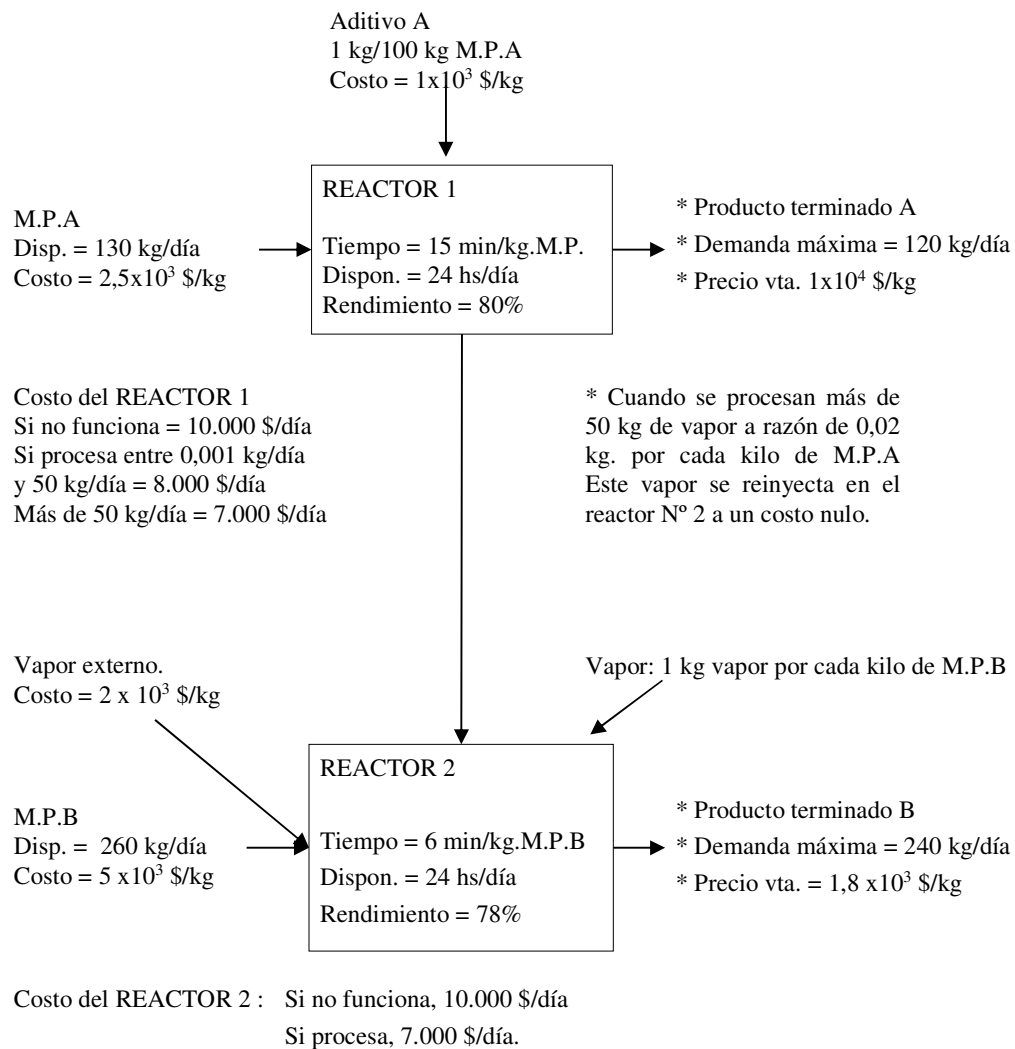 Aditivo A
1 kg/100 kg M.P.A
Costo = 1x10³ $/kg
REACTOR 1
Tiempo = 15 min/kg.M.P.
Dispon. = 24 hs/día
Rendimiento = 80%
M.P.A
Disp. = 130 kg/día
Costo = 2,5x10³ $/kg
* Producto terminado A
* Demanda máxima = 120 kg/día
* Precio vta. 1x10⁴ $/kg
Costo del REACTOR 1
Si no funciona = 10.000 $/día
Si procesa entre 0,001 kg/día
y 50 kg/día = 8.000 $/día
Más de 50 kg/día = 7.000 $/día
* Cuando se procesan más de
50 kg de vapor a razón de 0,02
kg. por cada kilo de M.P.A
Este vapor se reinyecta en el
reactor Nº 2 a un costo nulo.
Vapor externo.
Costo = 2 x 10³ $/kg
Vapor: 1 kg vapor por cada kilo de M.P.B
REACTOR 2
Tiempo = 6 min/kg.M.P.B
Dispon. = 24 hs/día
Rendimiento = 78%
M.P.B
Disp. = 260 kg/día
Costo = 5 x10³ $/kg
* Producto terminado B
* Demanda máxima = 240 kg/día
* Precio vta. = 1,8 x10³ $/kg
Costo del REACTOR 2 : Si no funciona, 10.000 $/día
Si procesa, 7.000 $/día.